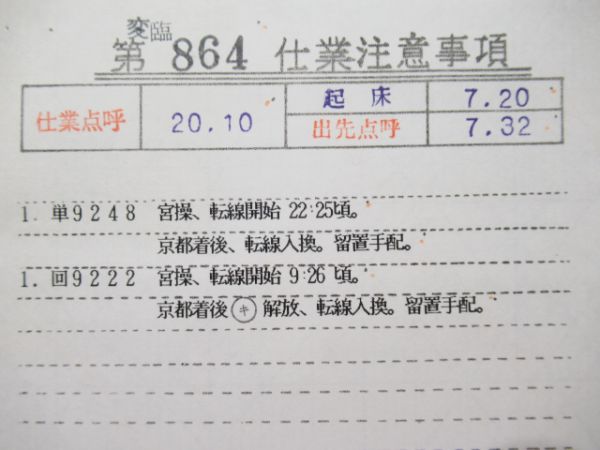 変臨
第 864 仕業注意事項
仕業点呼 20.10 起床 7.20
出先点呼 7.32
1. 単9248 宮操、転線開始 22:25頃。
京都着後、転線入換。留置手配。
1. 回9222 宮操、転線開始 9:26 頃。
京都着後 キ 解放、転線入換。留置手配。